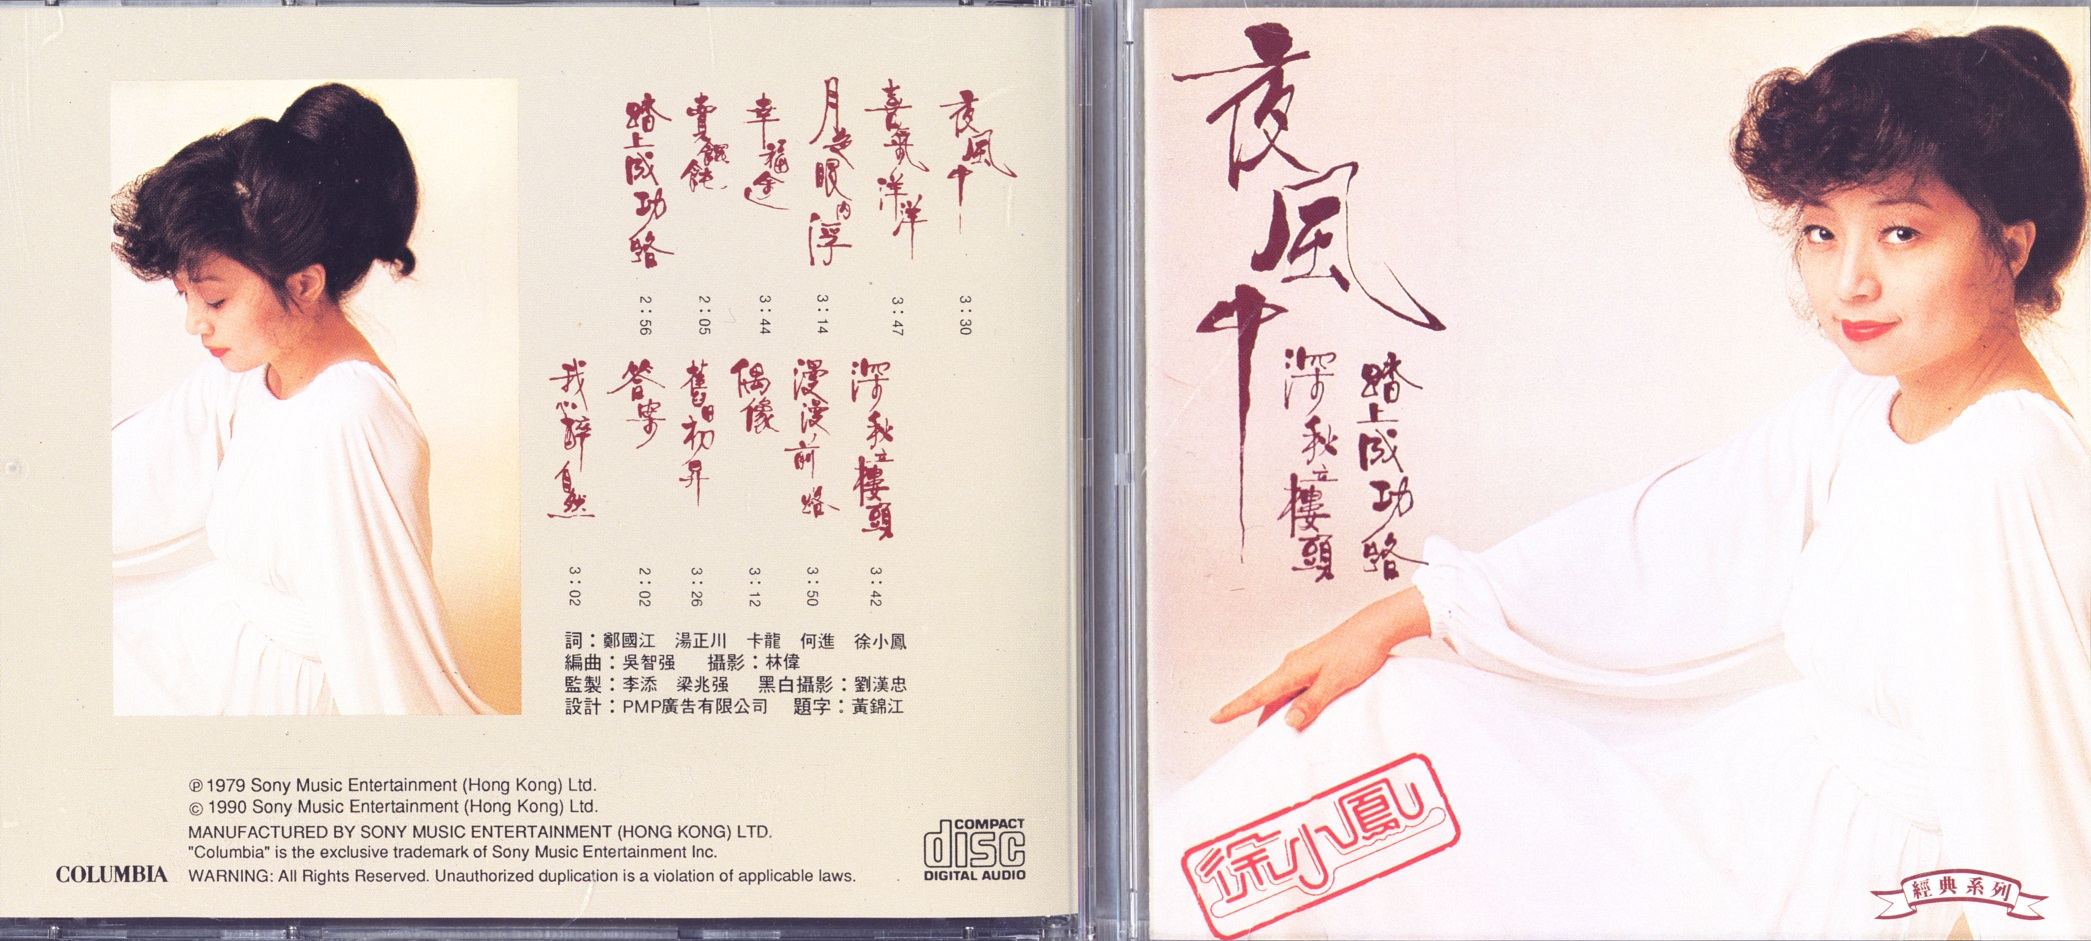 夜風中
3:30
喜氣洋洋
3:47
月從眼內浮
3:14
幸福途
3:44
賣餛飩
2:05
踏上成功路
2:56
深秋立樓頭
3:42
漫漫前路
3:50
偶像
3:12
舊日初昇
3:26
答案
2:02
我心醉自然
3:02
詞：鄭國江 湯正川 卡龍 何進 徐小鳳
編曲：吳智强 攝影：林偉
監製：李添 梁兆强 黑白攝影：劉漢忠
設計：PMP廣告有限公司 題字：黃錦江
℗ 1979 Sony Music Entertainment (Hong Kong) Ltd.
© 1990 Sony Music Entertainment (Hong Kong) Ltd.
MANUFACTURED BY SONY MUSIC ENTERTAINMENT (HONG KONG) LTD.
"Columbia" is the exclusive trademark of Sony Music Entertainment Inc.
COLUMBIA WARNING: All Rights Reserved. Unauthorized duplication is a violation of applicable laws.
COMPACT
disc
DIGITAL AUDIO
夜風中
踏上成功路
深秋立樓頭
徐小鳳
經典系列